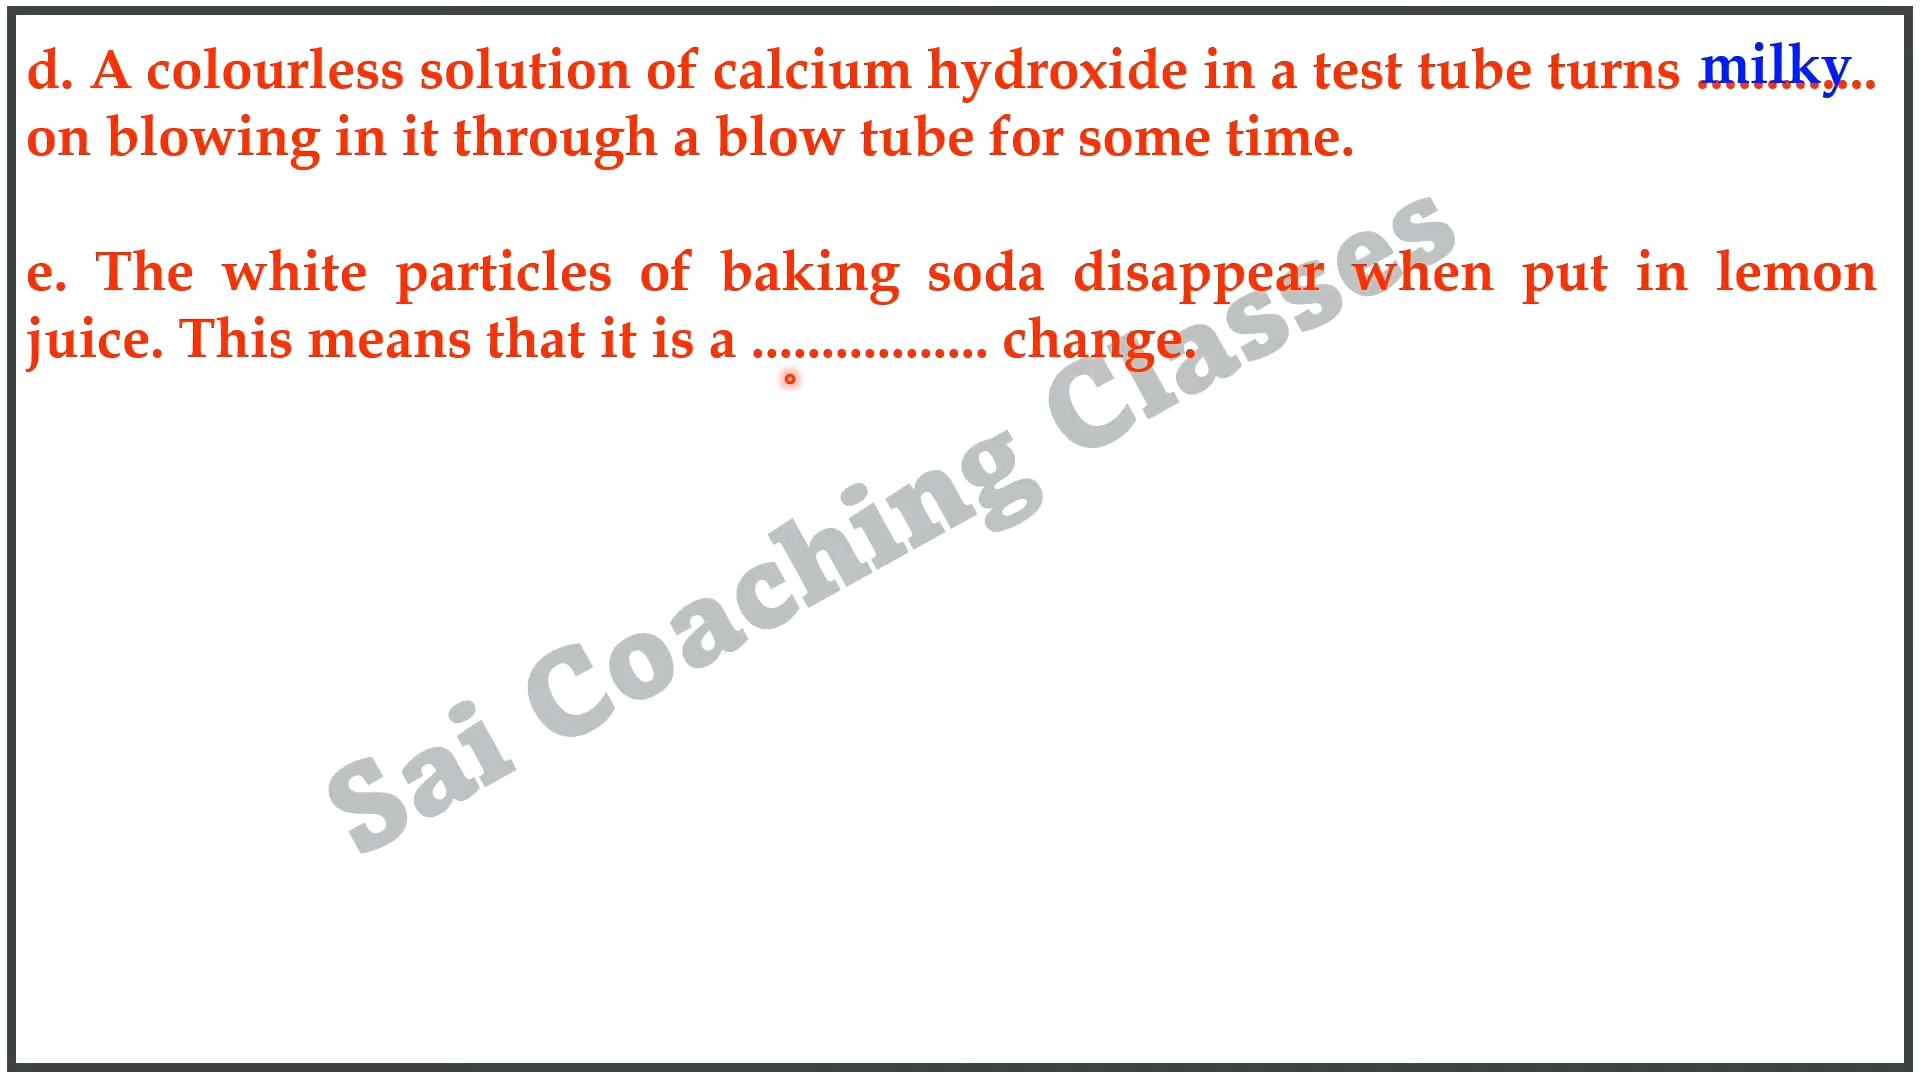 d. A colourless solution of calcium hydroxide in a test tube turns milky.............
on blowing in it through a blow tube for some time.
e. The white particles of baking soda disappear when put in lemon
juice. This means that it is a ................. change.
Sai Coaching Classes